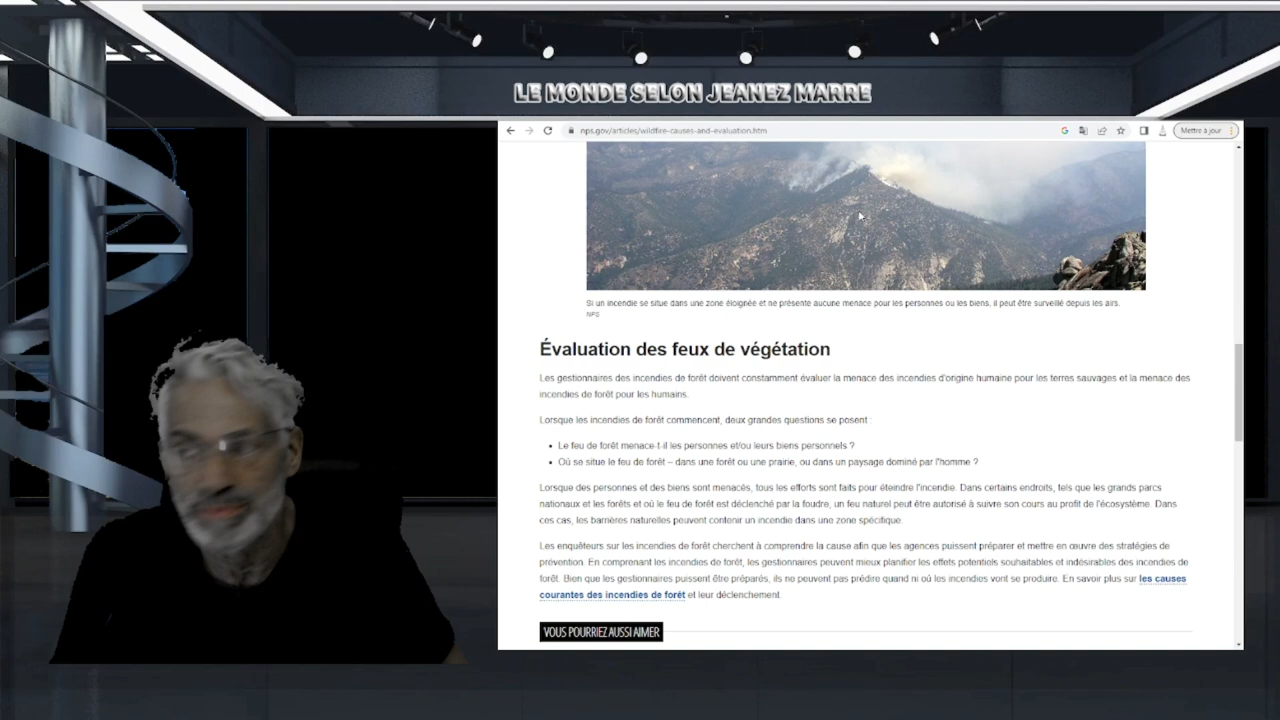 LE MONDE SELON JEANEZ MARRE
nps.gov/articles/wildfire-causes-and-evaluation.htm
Mettre à jour
Si un incendie se situe dans une zone éloignée et ne présente aucune menace pour les personnes ou les biens, il peut être surveillé depuis les airs.
NPS
Évaluation des feux de végétation
Les gestionnaires des incendies de forêt doivent constamment évaluer la menace des incendies d'origine humaine pour les terres sauvages et la menace des
incendies de forêt pour les humains.
Lorsque les incendies de forêt commencent, deux grandes questions se posent :
• Le feu de forêt menace-t-il les personnes et/ou leurs biens personnels ?
• Où se situe le feu de forêt – dans une forêt ou une prairie, ou dans un paysage dominé par l'homme ?
Lorsque des personnes et des biens sont menacés, tous les efforts sont faits pour éteindre l'incendie. Dans certains endroits, tels que les grands parcs
nationaux et les forêts et où le feu de forêt est déclenché par la foudre, un feu naturel peut être autorisé à suivre son cours au profit de l'écosystème. Dans
ces cas, les barrières naturelles peuvent contenir un incendie dans une zone spécifique.
Les enquêteurs sur les incendies de forêt cherchent à comprendre la cause afin que les agences puissent préparer et mettre en œuvre des stratégies de
prévention. En comprenant les incendies de forêt, les gestionnaires peuvent mieux planifier les effets potentiels souhaitables et indésirables des incendies de
forêt. Bien que les gestionnaires puissent être préparés, ils ne peuvent pas prédire quand ni où les incendies vont se produire. En savoir plus sur les causes
courantes des incendies de forêt et leur déclenchement.
VOUS POURRIEZ AUSSI AIMER